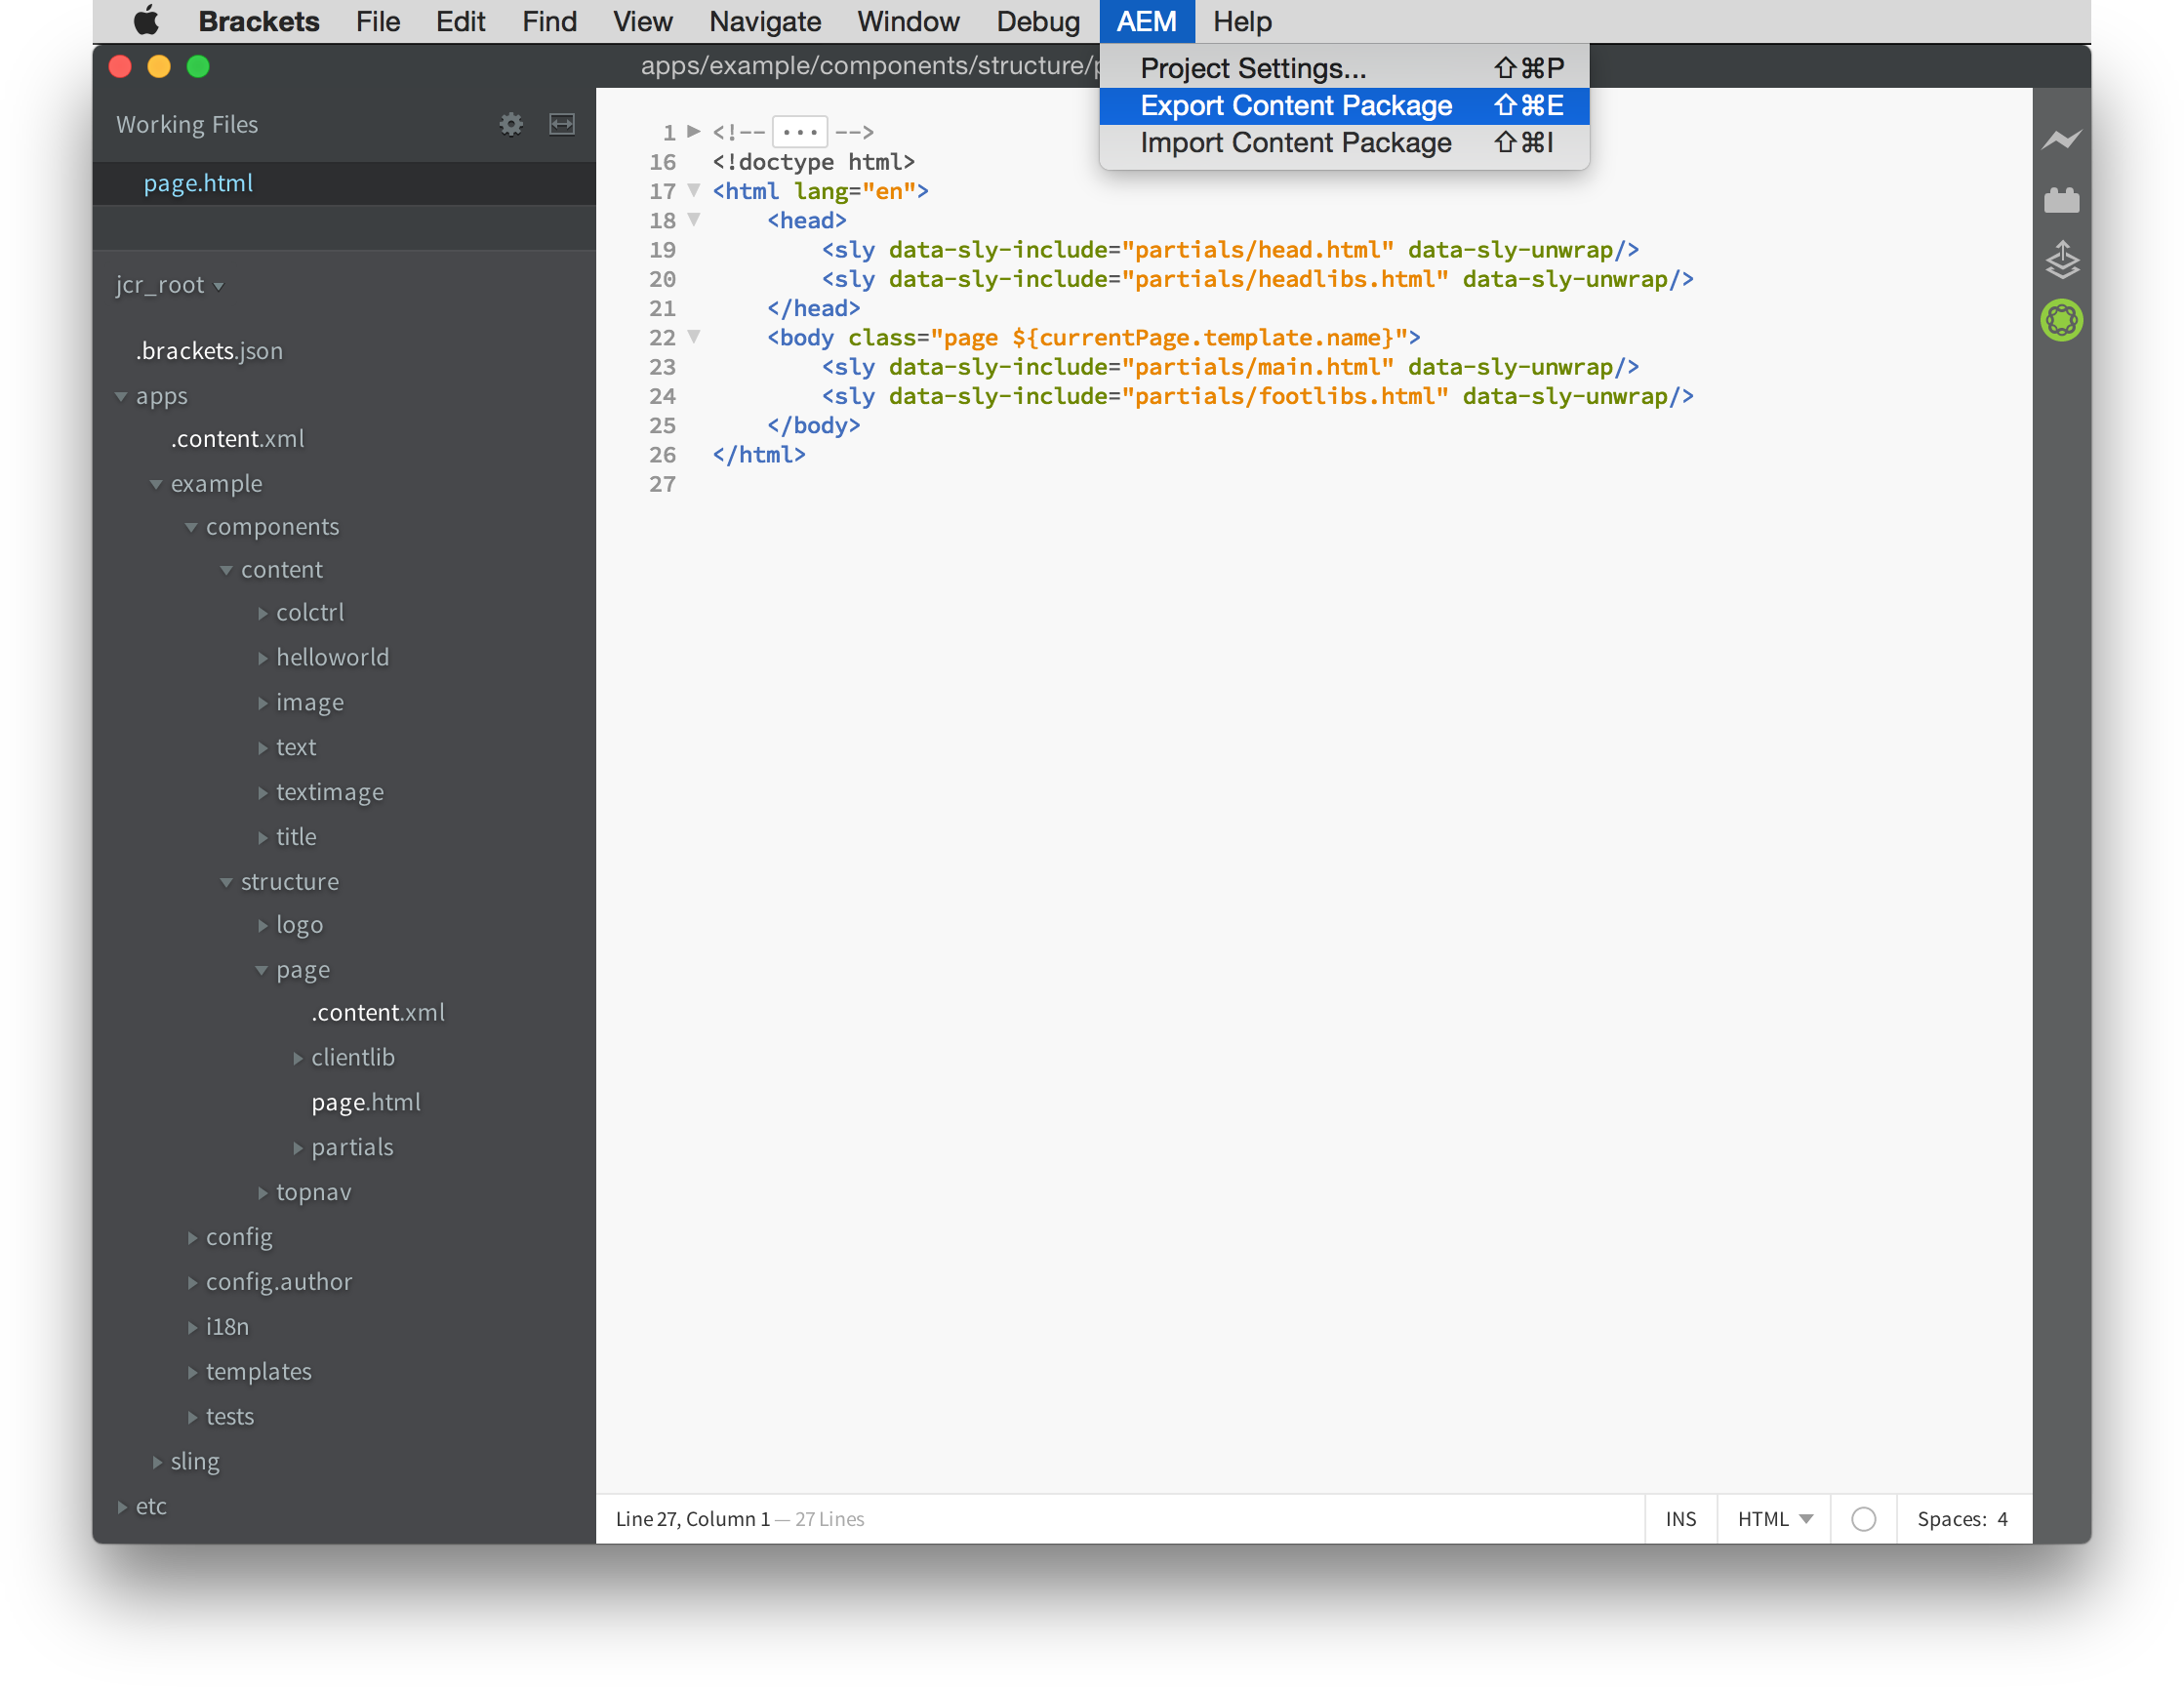 Brackets File Edit Find View Navigate Window Debug AEM Help
apps/example/components/structure/
Project Settings... ⇧⌘P
Export Content Package ⇧⌘E
Import Content Package ⇧⌘I
Working Files
page.html
jcr_root
.brackets.json
apps
.content.xml
example
components
content
colctrl
helloworld
image
text
textimage
title
structure
logo
page
.content.xml
clientlib
page.html
partials
topnav
config
config.author
i18n
templates
tests
sling
etc
1 <!-- ... -->
16 <!doctype html>
17 <html lang="en">
18 <head>
19 <sly data-sly-include="partials/head.html" data-sly-unwrap/>
20 <sly data-sly-include="partials/headlibs.html" data-sly-unwrap/>
21 </head>
22 <body class="page ${currentPage.template.name}">
23 <sly data-sly-include="partials/main.html" data-sly-unwrap/>
24 <sly data-sly-include="partials/footlibs.html" data-sly-unwrap/>
25 </body>
26 </html>
27
Line 27, Column 1 — 27 Lines
INS HTML Spaces: 4